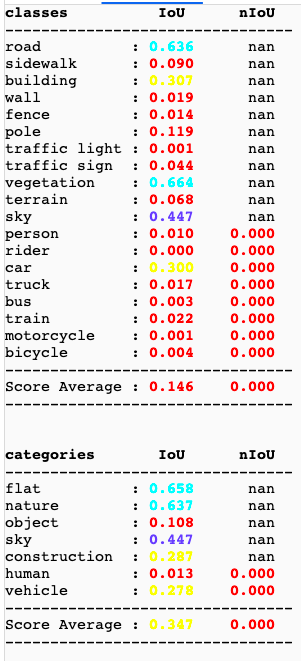 classes IoU nIoU
--------------------------------
road : 0.636 nan
sidewalk : 0.090 nan
building : 0.307 nan
wall : 0.019 nan
fence : 0.014 nan
pole : 0.119 nan
traffic light : 0.001 nan
traffic sign : 0.044 nan
vegetation : 0.664 nan
terrain : 0.068 nan
sky : 0.447 nan
person : 0.010 0.000
rider : 0.000 0.000
car : 0.300 0.000
truck : 0.017 0.000
bus : 0.003 0.000
train : 0.022 0.000
motorcycle : 0.001 0.000
bicycle : 0.004 0.000
--------------------------------
Score Average : 0.146 0.000
--------------------------------
categories IoU nIoU
--------------------------------
flat : 0.658 nan
nature : 0.637 nan
object : 0.108 nan
sky : 0.447 nan
construction : 0.287 nan
human : 0.013 0.000
vehicle : 0.278 0.000
--------------------------------
Score Average : 0.347 0.000
--------------------------------